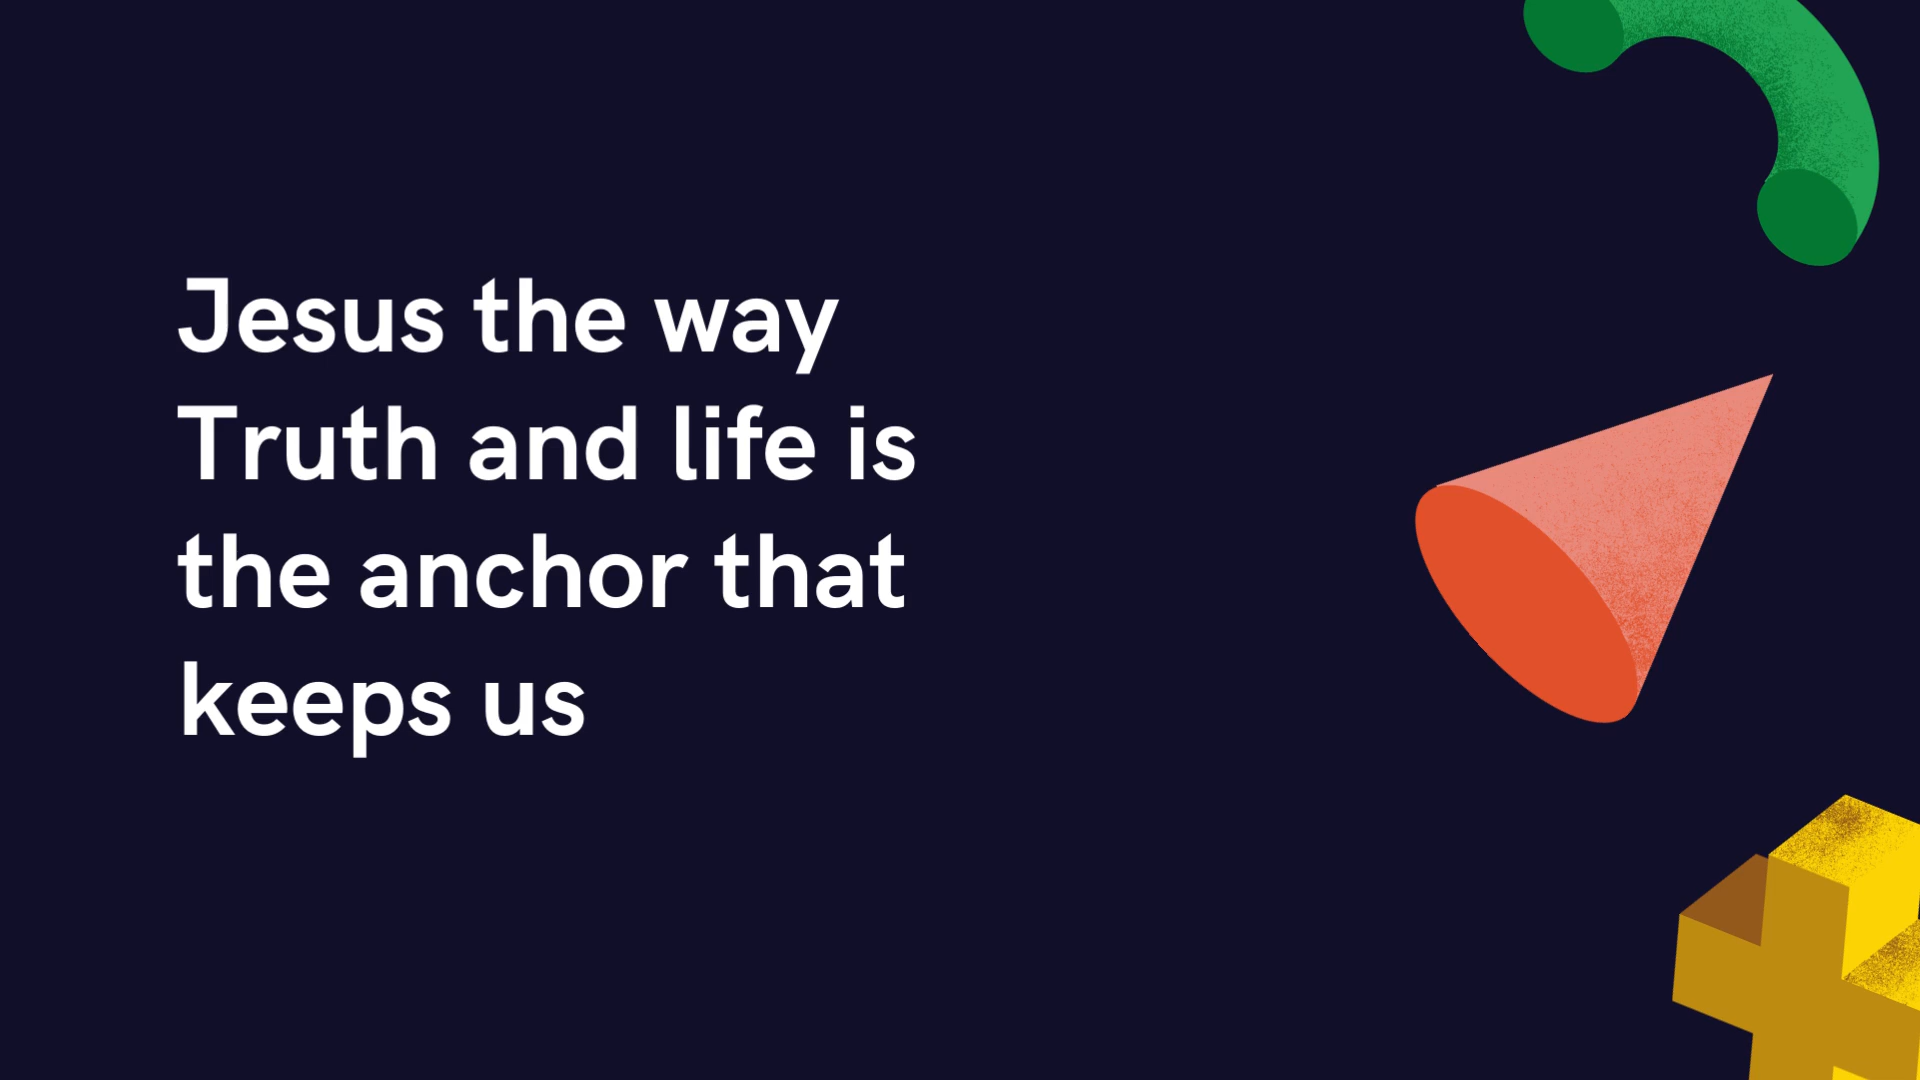 Jesus the way
Truth and life is
the anchor that
keeps us